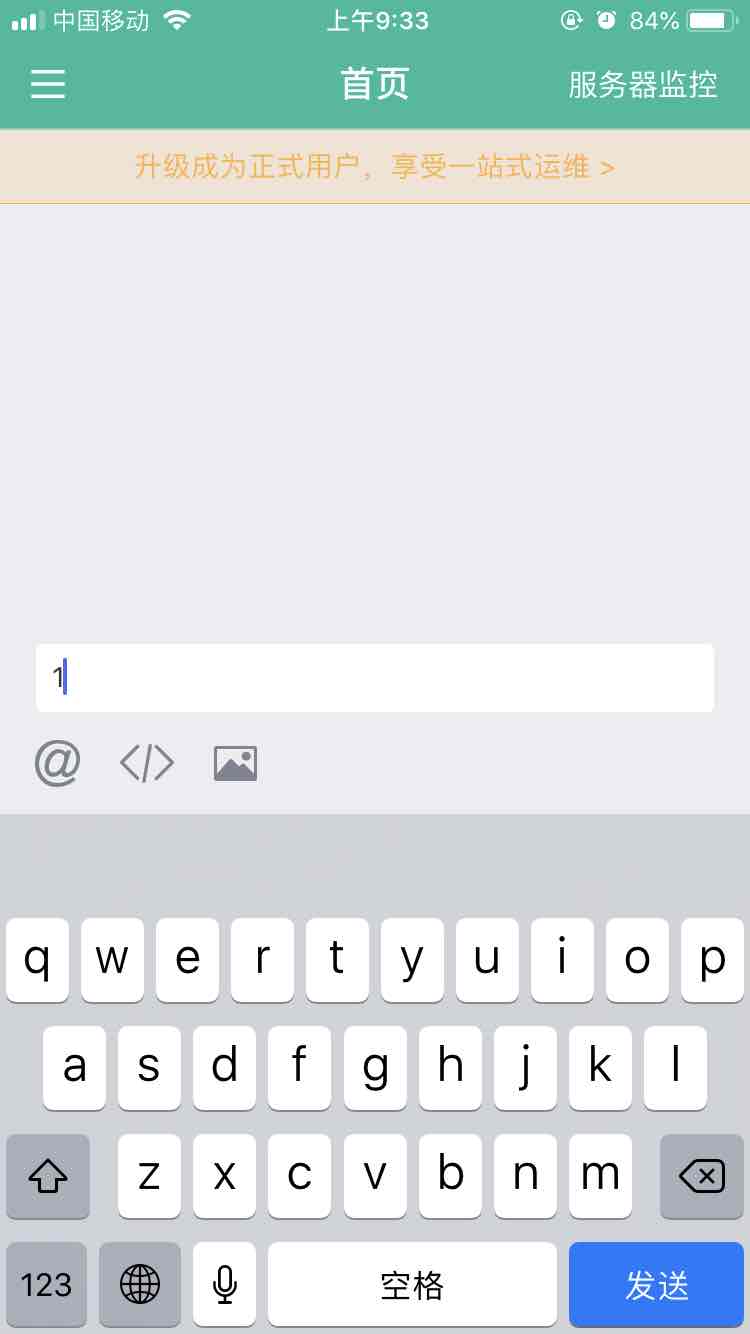 中国移动 上午9:33 84%
首页 服务器监控
升级成为正式用户，享受一站式运维 >
1
@ </>
q w e r t y u i o p
a s d f g h j k l
z x c v b n m
123 空格 发送